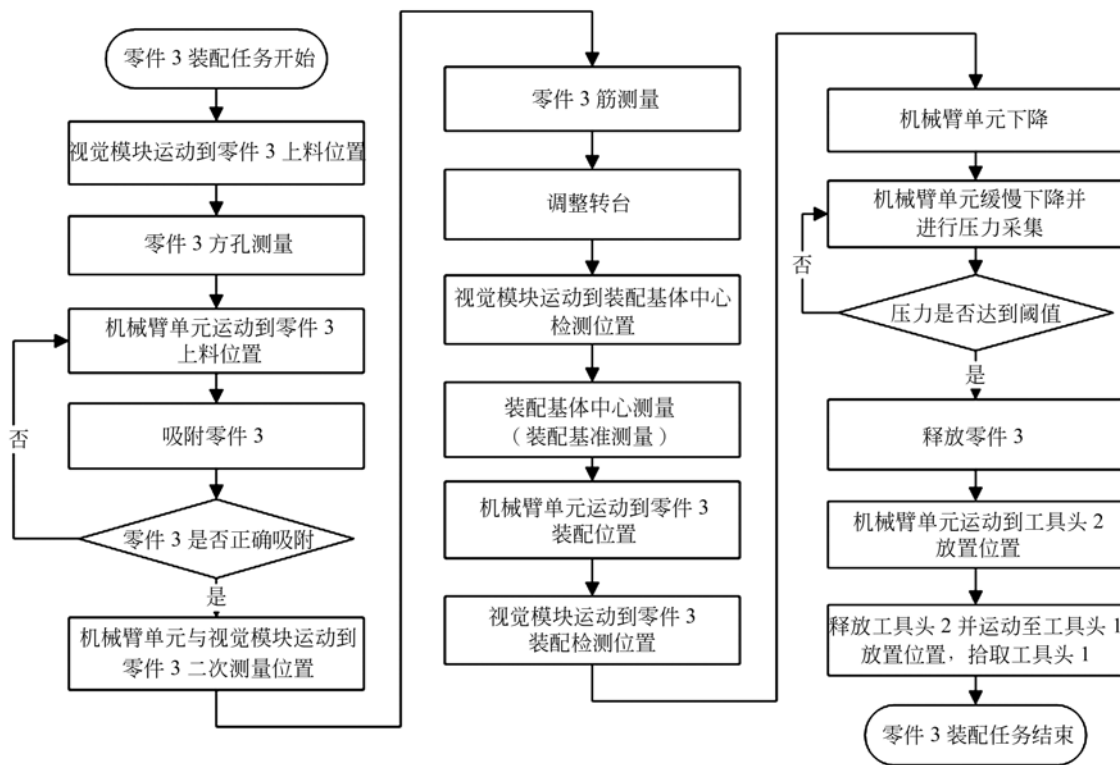 零件 3 装配任务开始
视觉模块运动到零件 3 上料位置
零件 3 方孔测量
机械臂单元运动到零件 3
上料位置
吸附零件 3
否
零件 3 是否正确吸附
是
机械臂单元与视觉模块运动到
零件 3 二次测量位置
零件 3 筋测量
调整转台
视觉模块运动到装配基体中心
检测位置
装配基体中心测量
（装配基准测量）
机械臂单元运动到零件 3
装配位置
视觉模块运动到零件 3
装配检测位置
机械臂单元下降
机械臂单元缓慢下降并
进行压力采集
否
压力是否达到阈值
是
释放零件 3
机械臂单元运动到工具头 2
放置位置
释放工具头 2 并运动至工具头 1
放置位置，拾取工具头 1
零件 3 装配任务结束